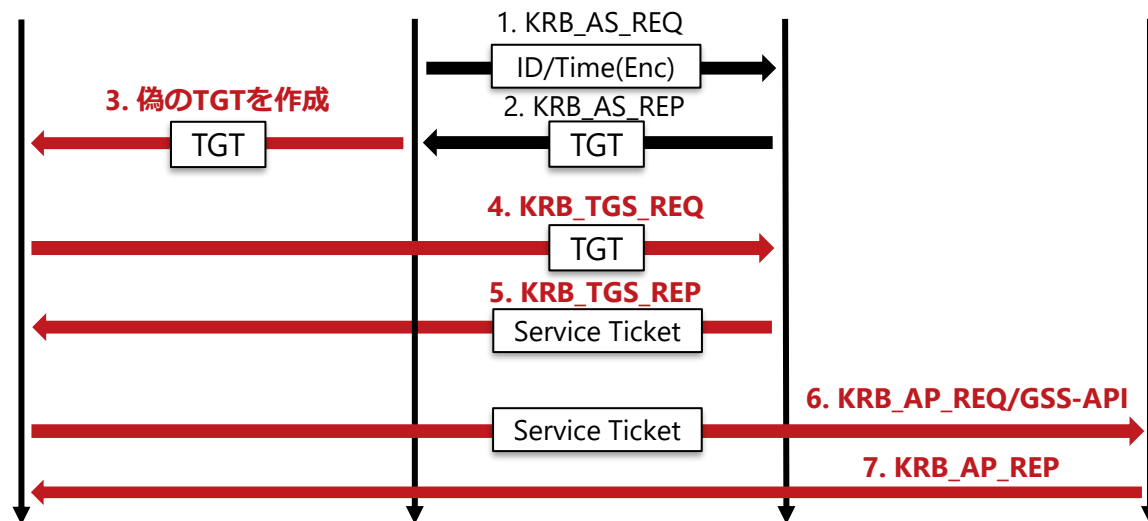 1. KRB_AS_REQ
ID/Time(Enc)
3. 偽のTGTを作成
2. KRB_AS_REP
TGT
TGT
4. KRB_TGS_REQ
TGT
5. KRB_TGS_REP
Service Ticket
6. KRB_AP_REQ/GSS-API
Service Ticket
7. KRB_AP_REP